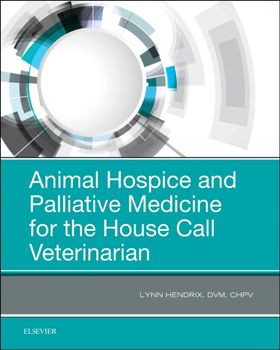 Animal Hospice and
Palliative Medicine
for the House Call
Veterinarian
LYNN HENDRIX, DVM, CHPV
ELSEVIER